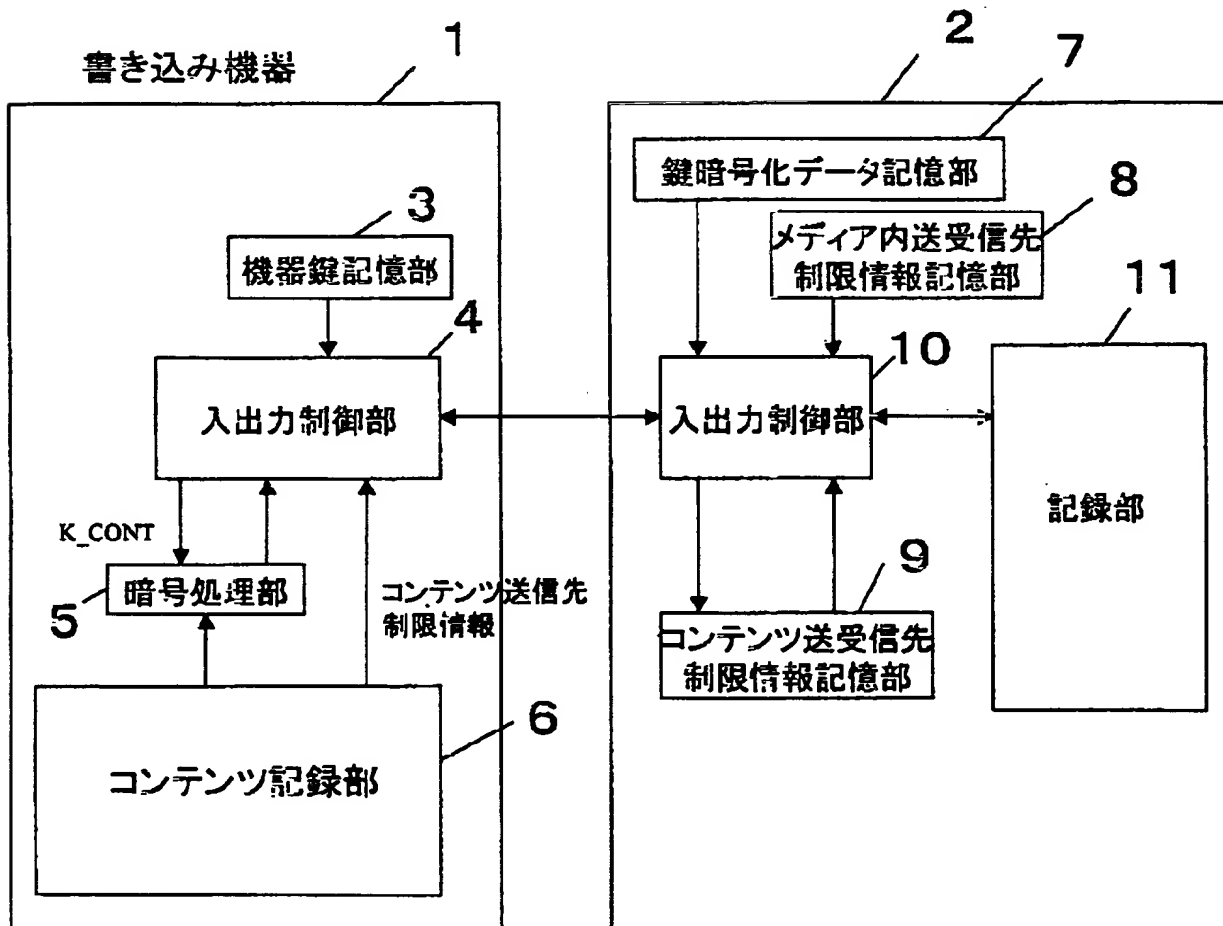 1
書き込み機器
2
7
鍵暗号化データ記憶部
8
メディア内送受信先
制限情報記憶部
3
機器鍵記憶部
4
入出力制御部
10
入出力制御部
11
記録部
K_CONT
5
暗号処理部
コンテンツ送信先
制限情報
9
コンテンツ送受信先
制限情報記憶部
6
コンテンツ記録部